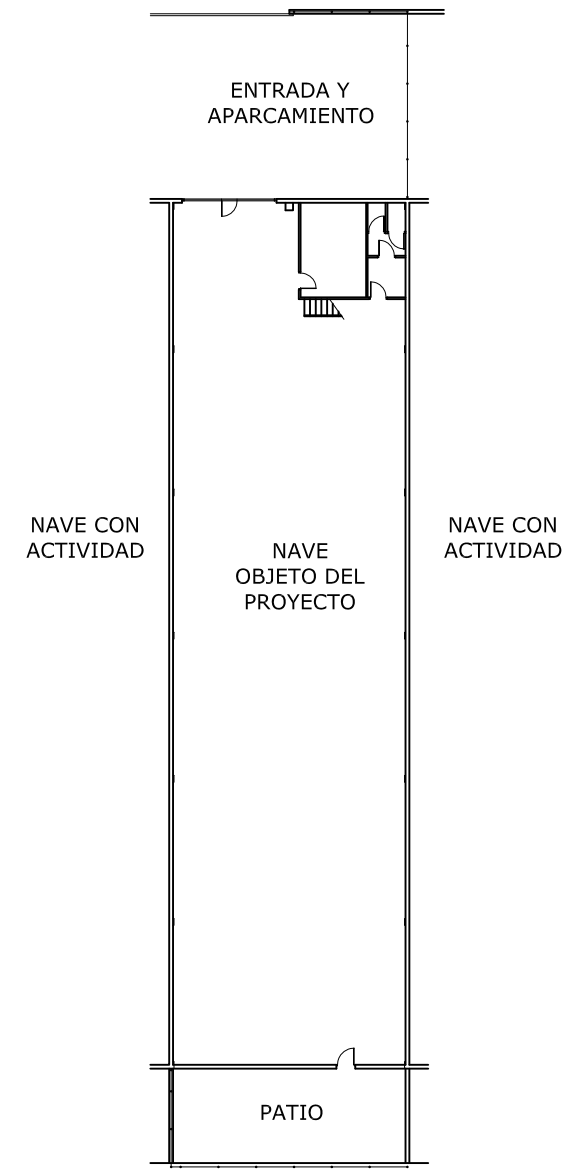 ENTRADA Y
APARCAMIENTO
NAVE CON
ACTIVIDAD
NAVE
OBJETO DEL
PROYECTO
NAVE CON
ACTIVIDAD
PATIO